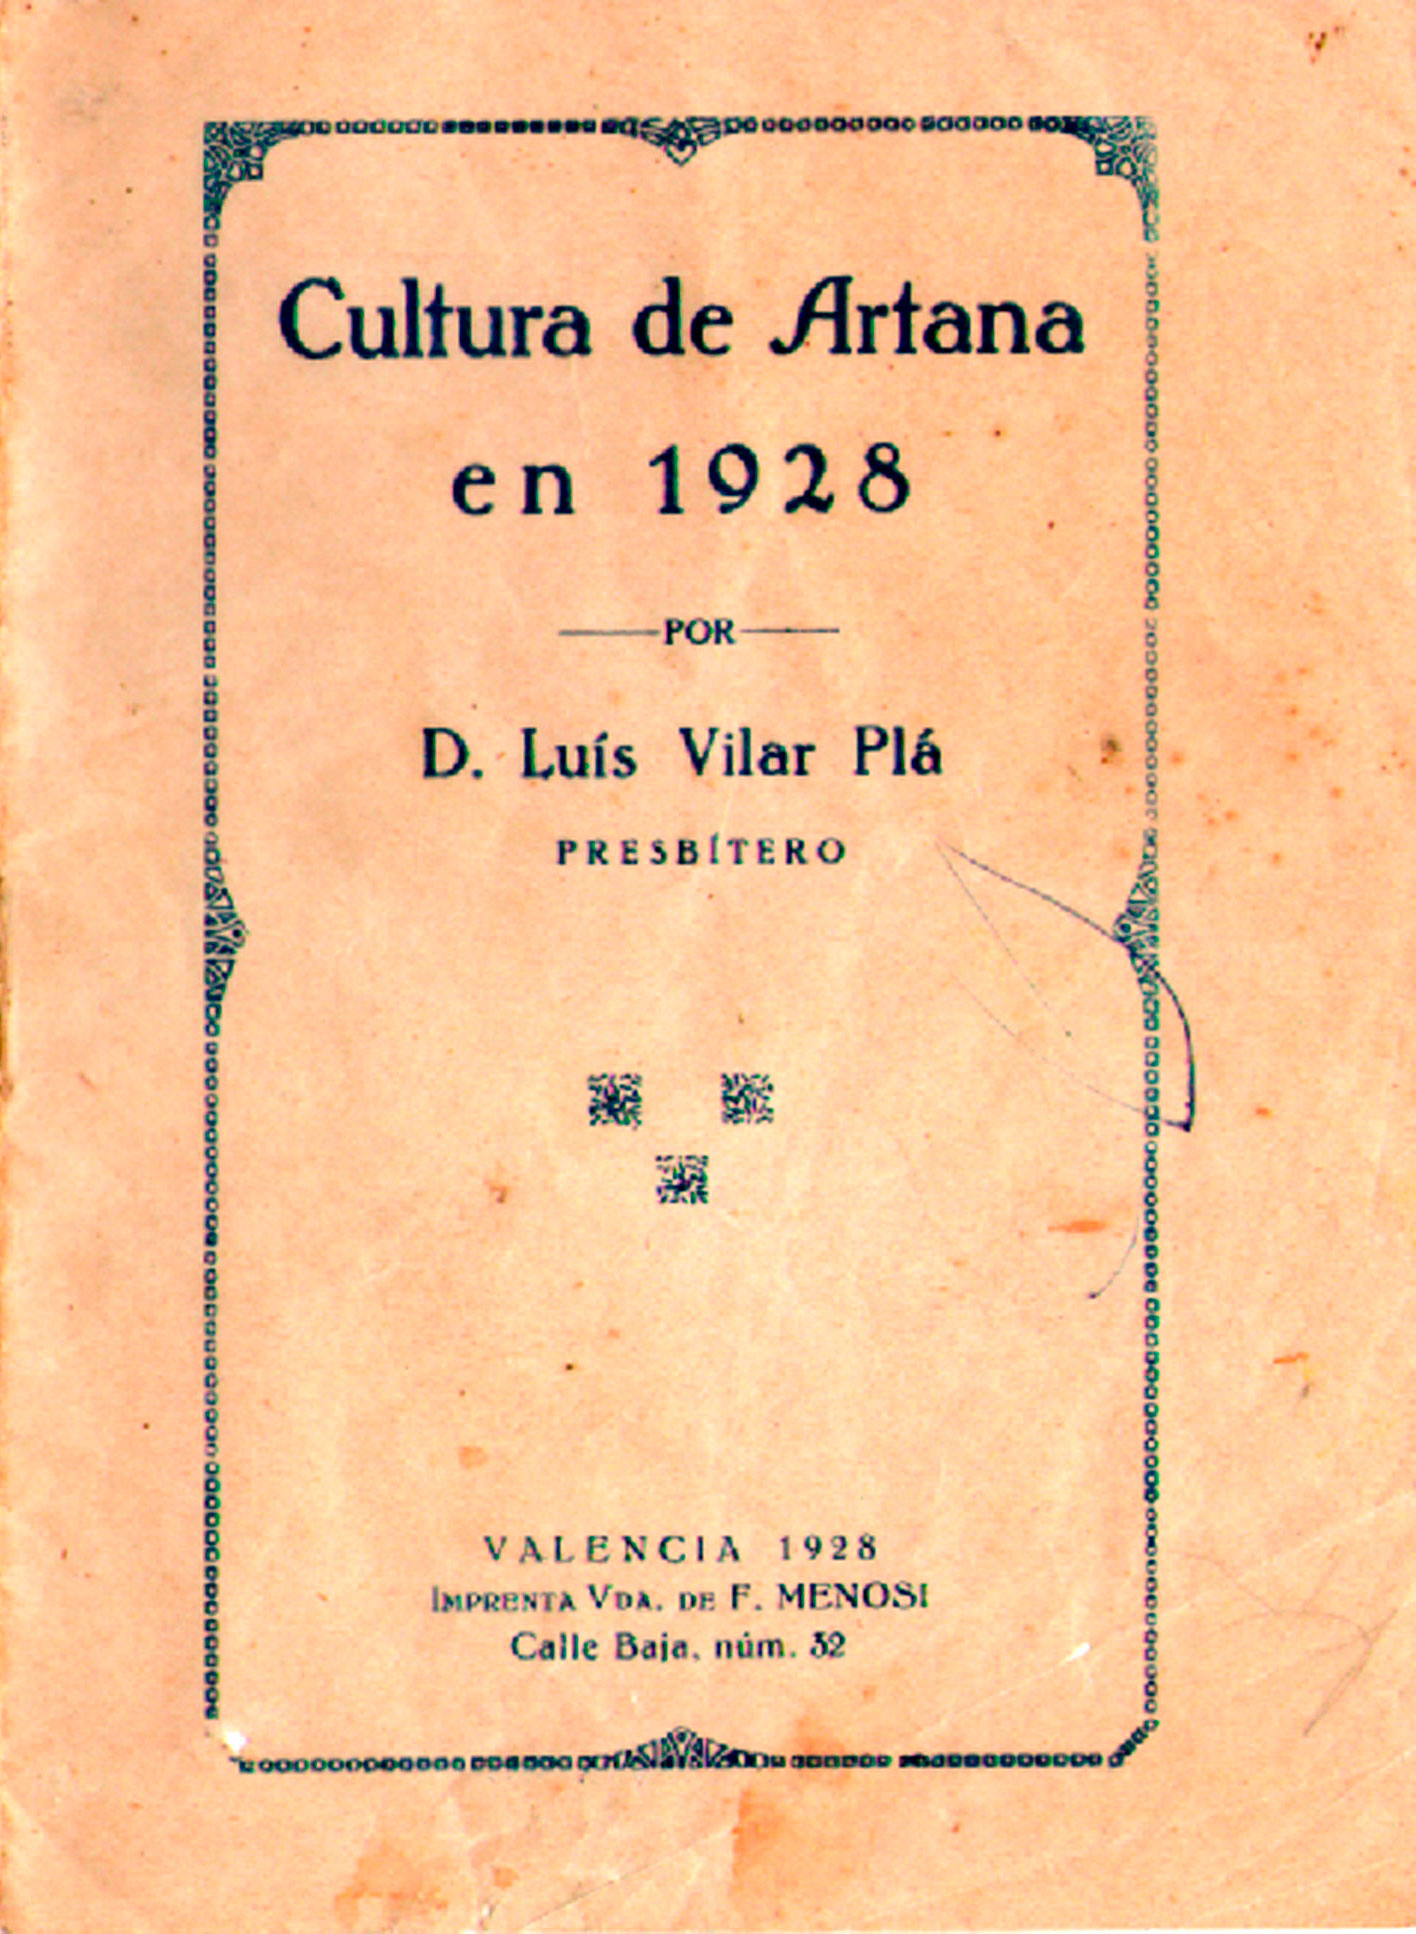 Cultura de Artana
en 1928
POR
D. Luís Vilar Plá
PRESBÍTERO
VALENCIA 1928
IMPRENTA VDA. DE F. MENOSI
Calle Baja, núm. 32